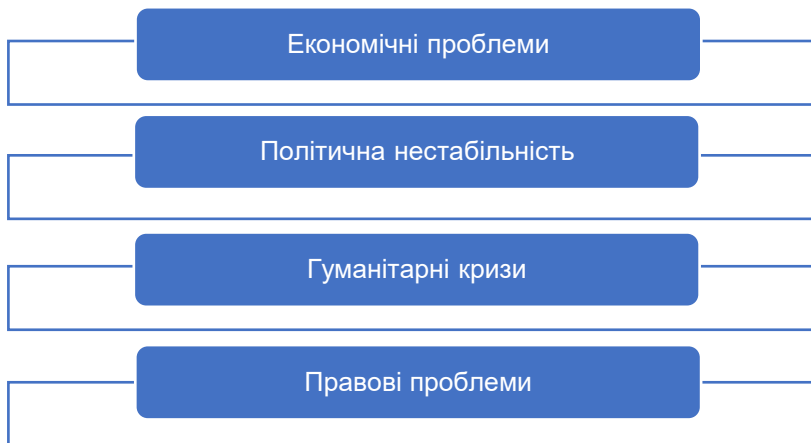 Економічні проблеми
Політична нестабільність
Гуманітарні кризи
Правові проблеми